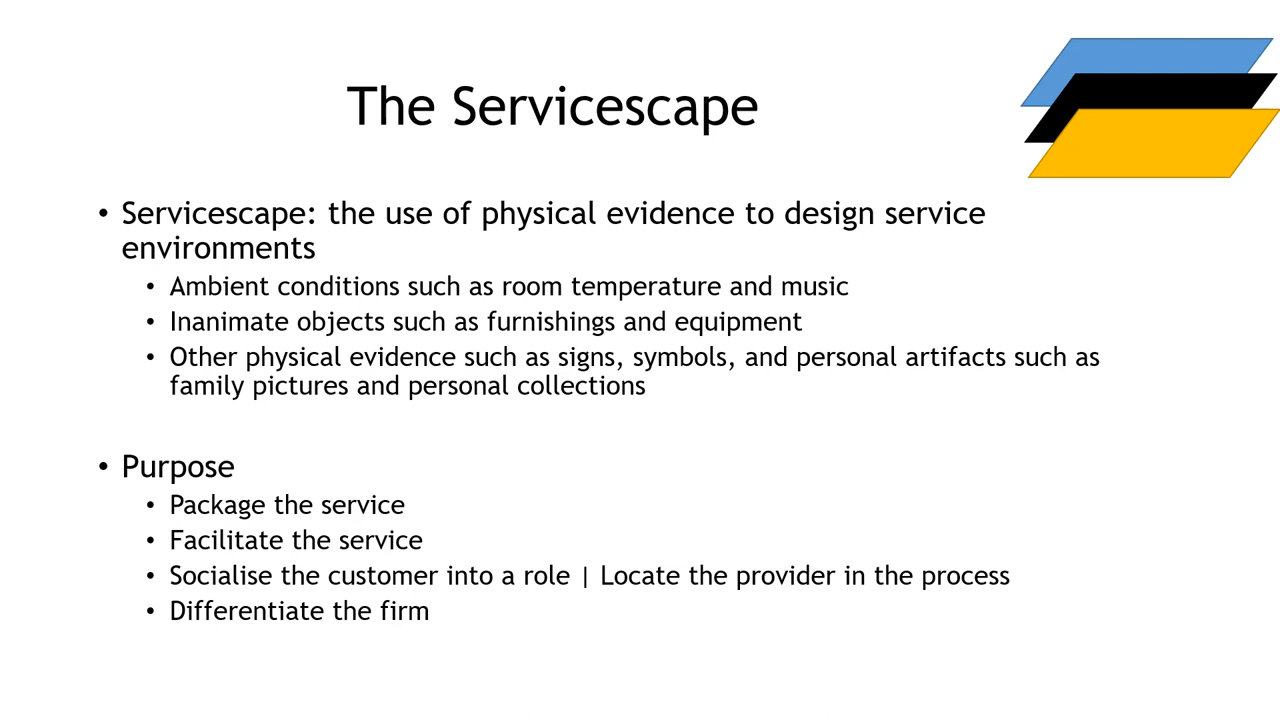 The Servicescape
• Servicescape: the use of physical evidence to design service
environments
• Ambient conditions such as room temperature and music
• Inanimate objects such as furnishings and equipment
• Other physical evidence such as signs, symbols, and personal artifacts such as
family pictures and personal collections
• Purpose
• Package the service
• Facilitate the service
• Socialise the customer into a role | Locate the provider in the process
• Differentiate the firm